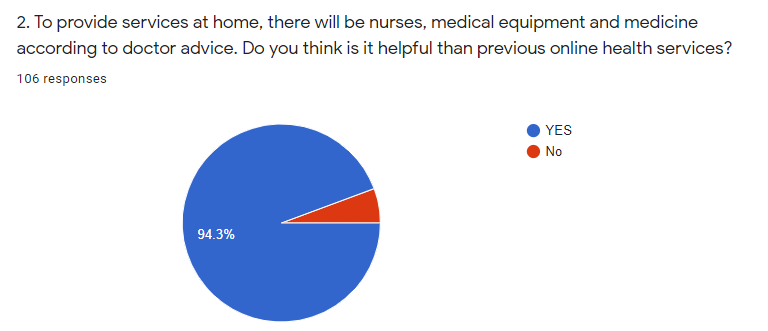 2. To provide services at home, there will be nurses, medical equipment and medicine
according to doctor advice. Do you think is it helpful than previous online health services?
106 responses
YES
No
94.3%